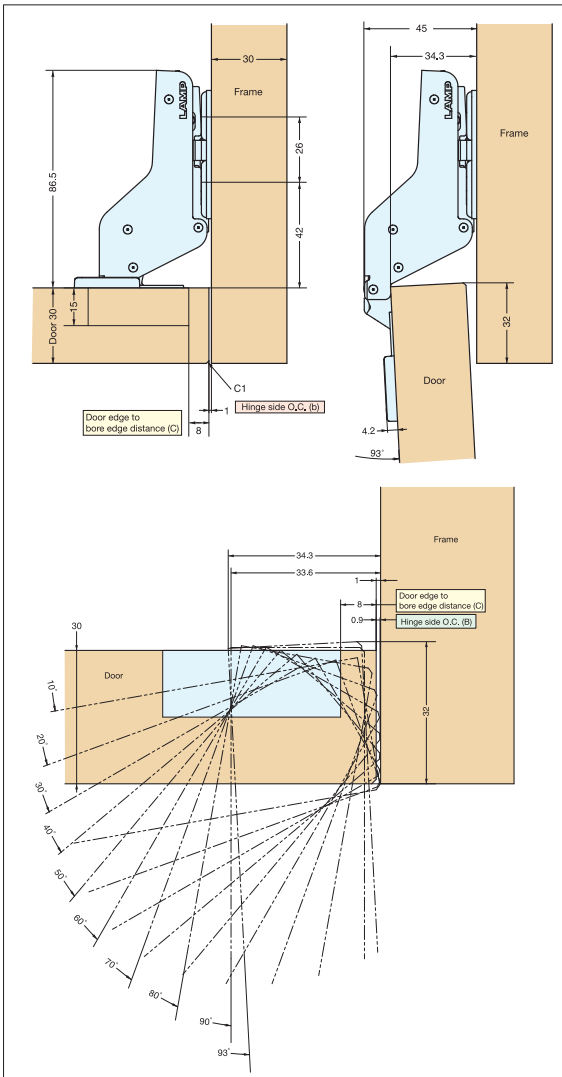 30
Frame
LAMP
86.5
26
42
Door 30
15
C1
Door edge to
bore edge distance (C)
8
1
Hinge side O.C. (b)
45
34.3
Frame
LAMP
32
Door
4.2
93°
34.3
33.6
Frame
1
8
Door edge to
bore edge distance (C)
0.9
Hinge side O.C. (B)
30
Door
32
10°
20°
30°
40°
50°
60°
70°
80°
90°
93°